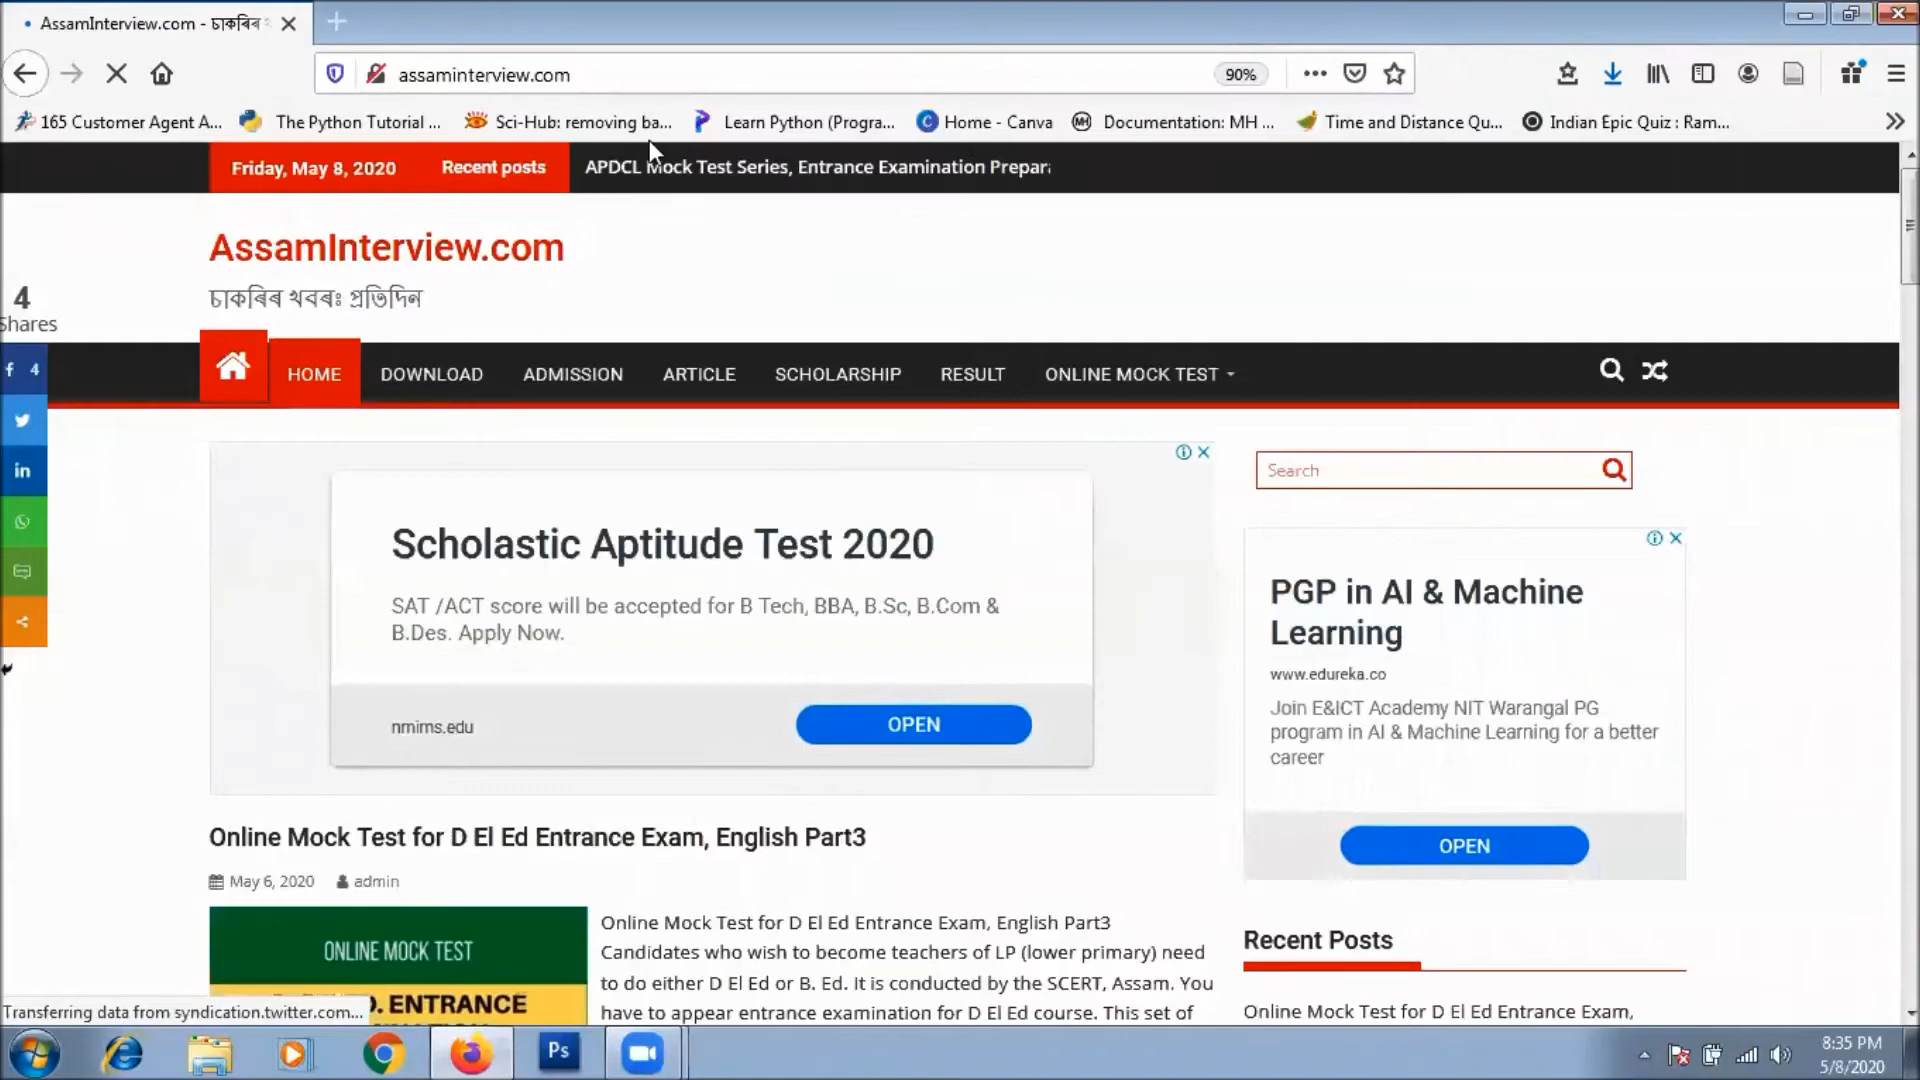 AssamInterview.com - চাকৰিৰ
assaminterview.com
90%
165 Customer Agent A...
The Python Tutorial ...
Sci-Hub: removing ba...
Learn Python (Progra...
Home - Canva
Documentation: MH ...
Time and Distance Qu...
Indian Epic Quiz : Ram...
Friday, May 8, 2020
Recent posts
APDCL Mock Test Series, Entrance Examination Prepar
AssamInterview.com
চাকৰিৰ খবৰঃ প্ৰতিদিন
4
Shares
f 4
in
HOME
DOWNLOAD
ADMISSION
ARTICLE
SCHOLARSHIP
RESULT
ONLINE MOCK TEST
Scholastic Aptitude Test 2020
SAT /ACT score will be accepted for B Tech, BBA, B.Sc, B.Com &
B.Des. Apply Now.
nmims.edu
OPEN
Search
PGP in AI & Machine
Learning
www.edureka.co
Join E&ICT Academy NIT Warangal PG
program in AI & Machine Learning for a better
career
OPEN
Online Mock Test for D El Ed Entrance Exam, English Part3
May 6, 2020
admin
ONLINE MOCK TEST
D. ENTRANCE
Online Mock Test for D El Ed Entrance Exam, English Part3
Candidates who wish to become teachers of LP (lower primary) need
to do either D El Ed or B. Ed. It is conducted by the SCERT, Assam. You
have to appear entrance examination for D El Ed course. This set of
Recent Posts
Online Mock Test for D El Ed Entrance Exam,
Transferring data from syndication.twitter.com...
Ps
8:35 PM
5/8/2020